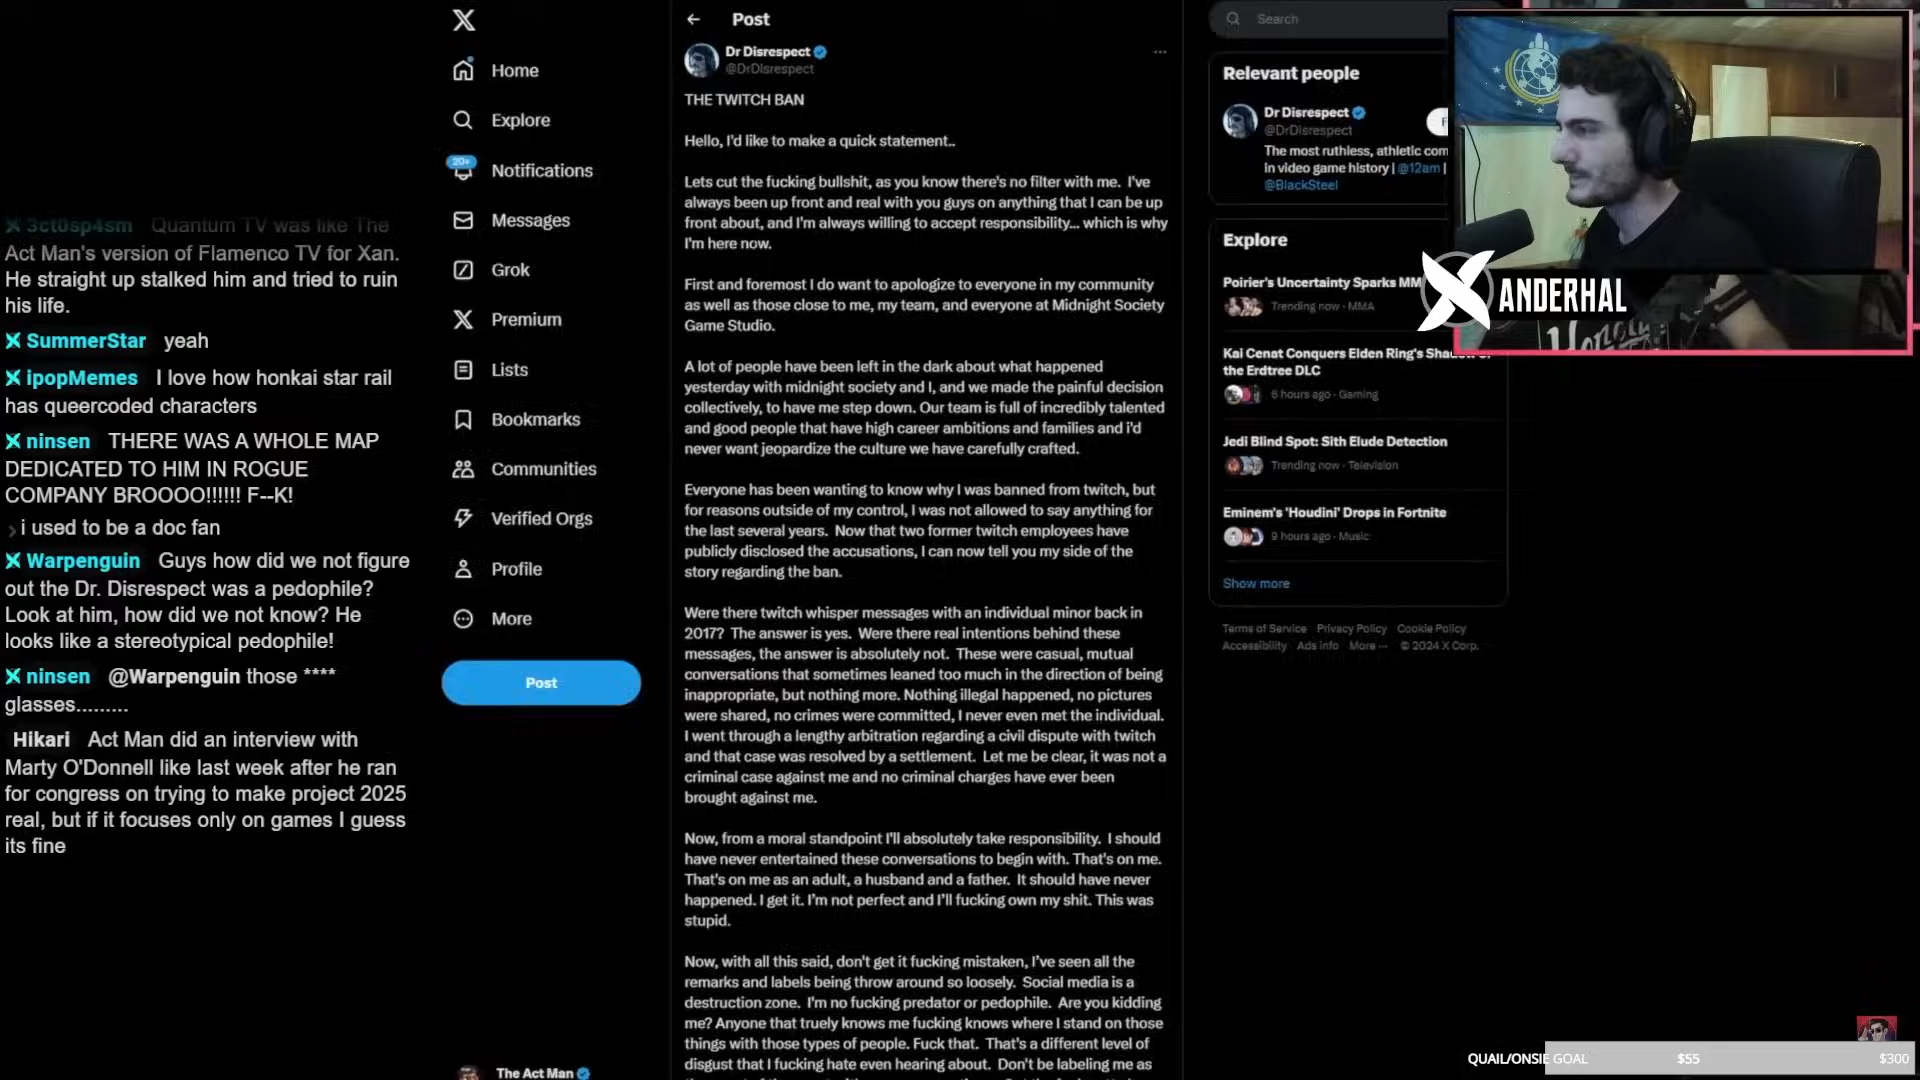 3ct0sp4sm Quantum TV was like The
Act Man's version of Flamenco TV for Xan.
He straight up stalked him and tried to ruin
his life.
SummerStar yeah
ipopMemes I love how honkai star rail
has queercoded characters
ninsen THERE WAS A WHOLE MAP
DEDICATED TO HIM IN ROGUE
COMPANY BROOOO!!!!!! F--K!
i used to be a doc fan
Warpenguin Guys how did we not figure
out the Dr. Disrespect was a pedophile?
Look at him, how did we not know? He
looks like a stereotypical pedophile!
ninsen @Warpenguin those ****
glasses.........
Hikari Act Man did an interview with
Marty O'Donnell like last week after he ran
for congress on trying to make project 2025
real, but if it focuses only on games I guess
its fine
Home
Explore
20+
Notifications
Messages
Grok
Premium
Lists
Bookmarks
Communities
Verified Orgs
Profile
More
Post
The Act Man
Post
Dr Disrespect
@DrDisrespect
THE TWITCH BAN
Hello, I'd like to make a quick statement..
Lets cut the fucking bullshit, as you know there's no filter with me. I've
always been up front and real with you guys on anything that I can be up
front about, and I'm always willing to accept responsibility... which is why
I'm here now.
First and foremost I do want to apologize to everyone in my community
as well as those close to me, my team, and everyone at Midnight Society
Game Studio.
A lot of people have been left in the dark about what happened
yesterday with midnight society and I, and we made the painful decision
collectively, to have me step down. Our team is full of incredibly talented
and good people that have high career ambitions and families and i'd
never want jeopardize the culture we have carefully crafted.
Everyone has been wanting to know why I was banned from twitch, but
for reasons outside of my control, I was not allowed to say anything for
the last several years. Now that two former twitch employees have
publicly disclosed the accusations, I can now tell you my side of the
story regarding the ban.
Were there twitch whisper messages with an individual minor back in
2017? The answer is yes. Were there real intentions behind these
messages, the answer is absolutely not. These were casual, mutual
conversations that sometimes leaned too much in the direction of being
inappropriate, but nothing more. Nothing illegal happened, no pictures
were shared, no crimes were committed, I never even met the individual.
I went through a lengthy arbitration regarding a civil dispute with twitch
and that case was resolved by a settlement. Let me be clear, it was not a
criminal case against me and no criminal charges have ever been
brought against me.
Now, from a moral standpoint I'll absolutely take responsibility. I should
have never entertained these conversations to begin with. That's on me.
That's on me as an adult, a husband and a father. It should have never
happened. I get it. I'm not perfect and I'll fucking own my shit. This was
stupid.
Now, with all this said, don't get it fucking mistaken, I've seen all the
remarks and labels being throw around so loosely. Social media is a
destruction zone. I'm no fucking predator or pedophile. Are you kidding
me? Anyone that truely knows me fucking knows where I stand on those
things with those types of people. Fuck that. That's a different level of
disgust that I fucking hate even hearing about. Don't be labeling me as
Search
Relevant people
Dr Disrespect
@DrDisrespect
The most ruthless, athletic com
in video game history | @12am |
@BlackSteel
Explore
Poirier's Uncertainty Sparks MM
Trending now · MMA
Kai Cenat Conquers Elden Ring's Shadow of
the Erdtree DLC
6 hours ago · Gaming
Jedi Blind Spot: Sith Elude Detection
Trending now · Television
Eminem's 'Houdini' Drops in Fortnite
9 hours ago · Music
Show more
Terms of Service Privacy Policy Cookie Policy
Accessibility Ads info More ··· © 2024 X Corp.
XANDERHAL
QUAIL/ONSIE GOAL $55 $300